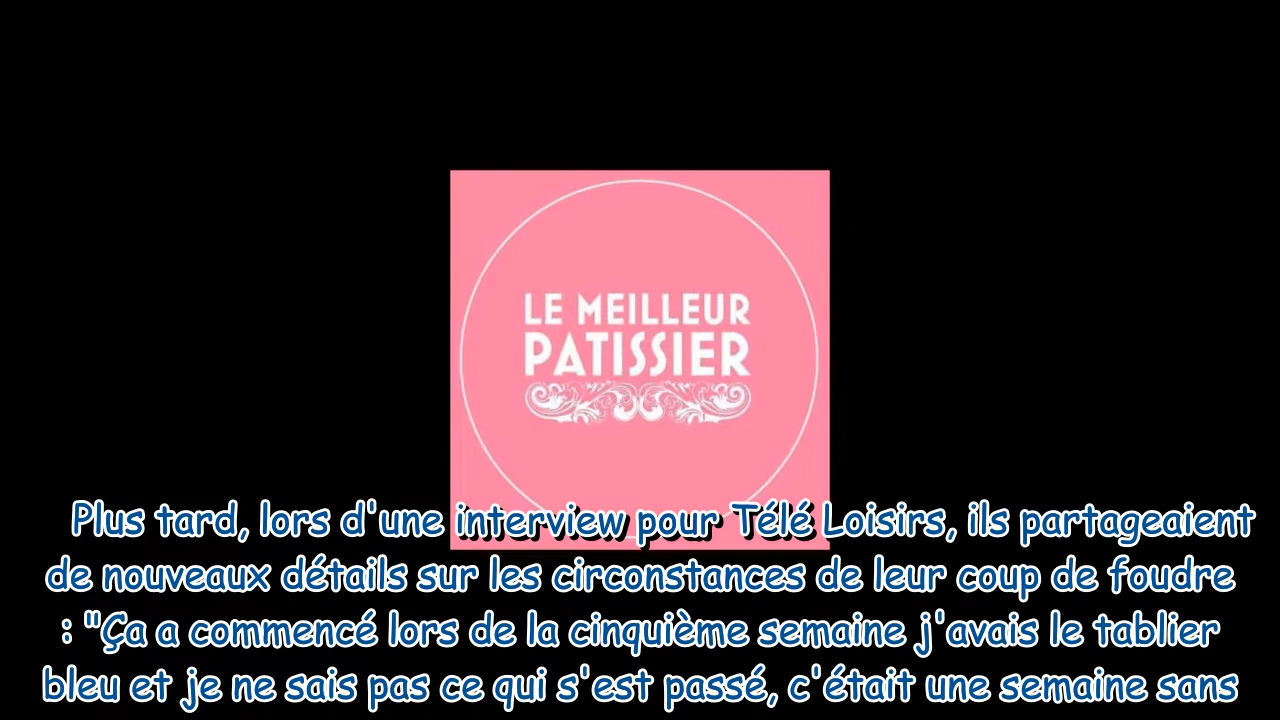 LE MEILLEUR
PATISSIER
Plus tard, lors d'une interview pour Télé Loisirs, ils partageaient
de nouveaux détails sur les circonstances de leur coup de foudre
: "Ça a commencé lors de la cinquième semaine j'avais le tablier
bleu et je ne sais pas ce qui s'est passé, c'était une semaine sans